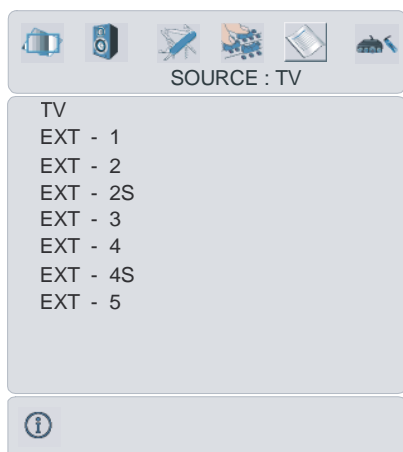 SOURCE : TV
TV
EXT - 1
EXT - 2
EXT - 2S
EXT - 3
EXT - 4
EXT - 4S
EXT - 5